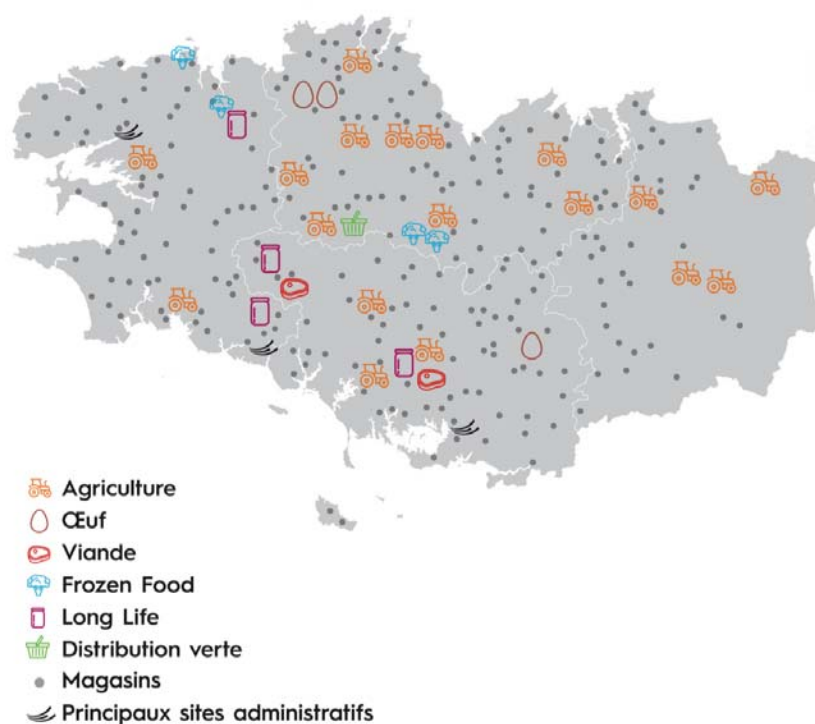 Agriculture
Œuf
Viande
Frozen Food
Long Life
Distribution verte
Magasins
Principaux sites administratifs